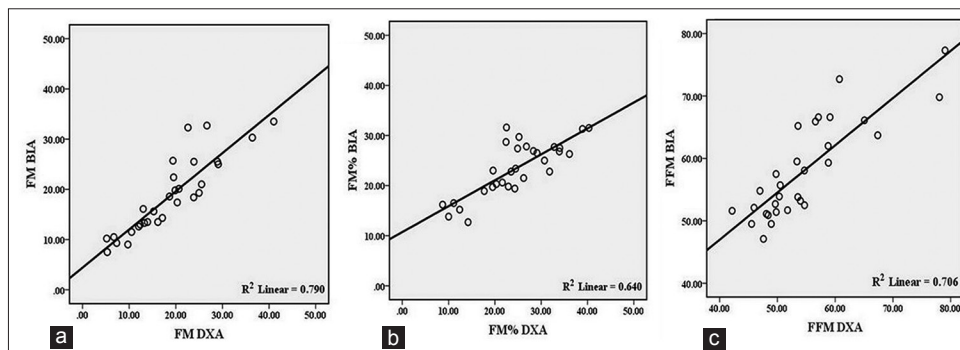 50.00
40.00
30.00
20.00
10.00
.00
FM BIA
R² Linear = 0.790
.00 10.00 20.00 30.00 40.00 50.00
FM DXA
a
50.00
40.00
30.00
20.00
10.00
.00
FM% BIA
R² Linear = 0.640
.00 10.00 20.00 30.00 40.00 50.00
FM% DXA
b
80.00
70.00
60.00
50.00
40.00
FFM BIA
R² Linear = 0.706
40.00 50.00 60.00 70.00 80.00
FFM DXA
c